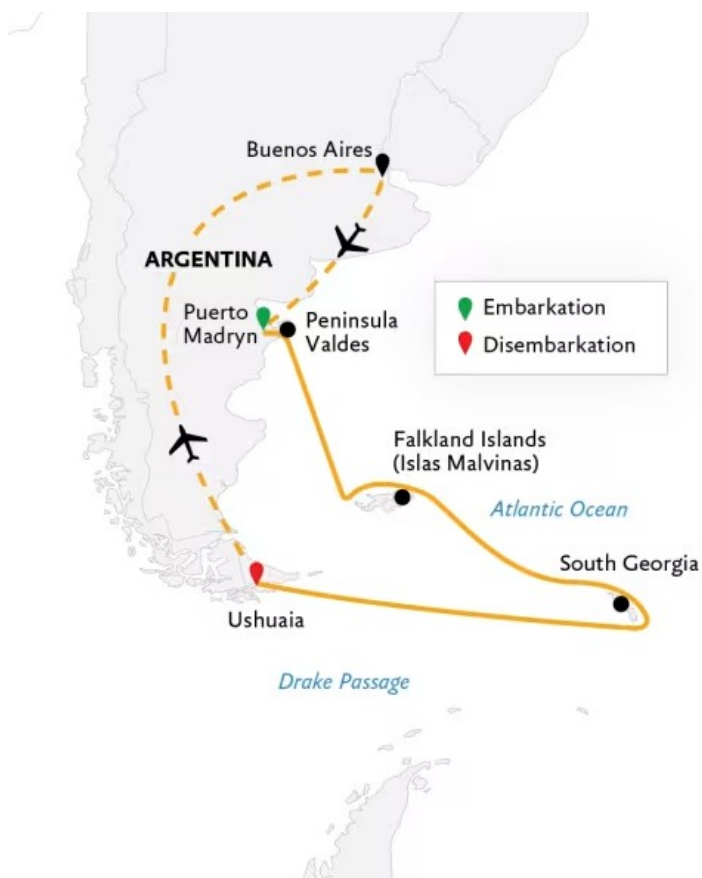 Buenos Aires
ARGENTINA
Puerto
Madryn
Peninsula
Valdes
Embarkation
Disembarkation
Falkland Islands
(Islas Malvinas)
Atlantic Ocean
South Georgia
Ushuaia
Drake Passage